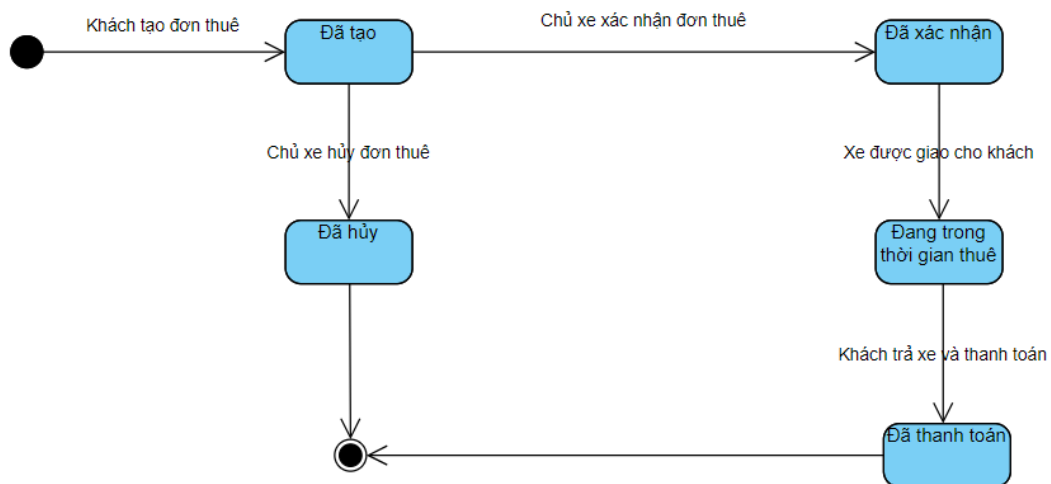 Khách tạo đơn thuê
Đã tạo
Chủ xe xác nhận đơn thuê
Đã xác nhận
Chủ xe hủy đơn thuê
Xe được giao cho khách
Đã hủy
Đang trong
thời gian thuê
Khách trả xe và thanh toán
Đã thanh toán